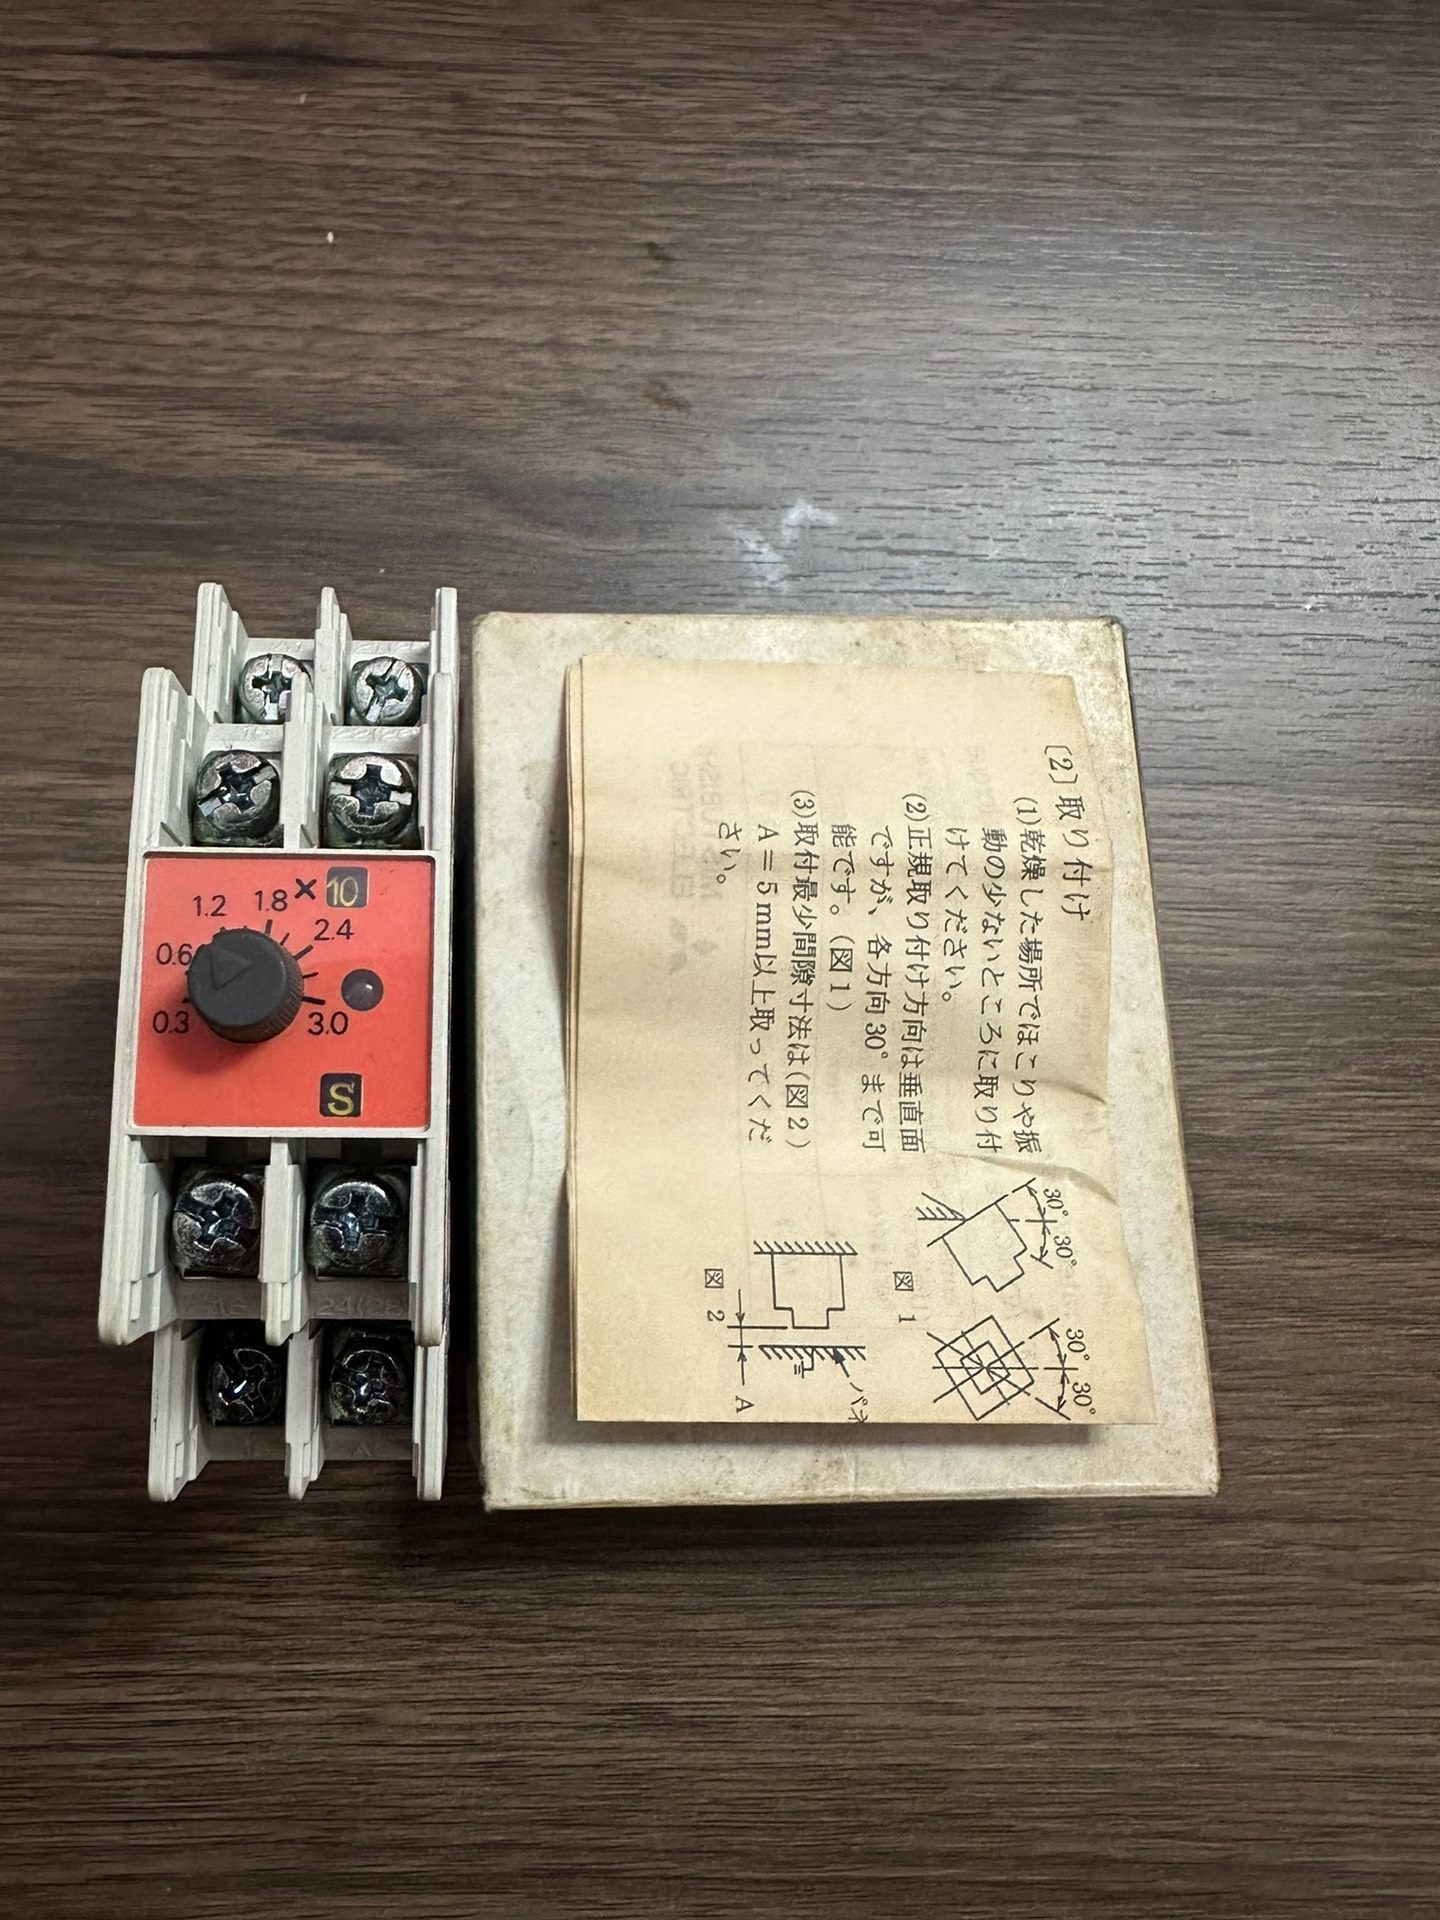 ×10
1.8
1.2
2.4
0.6
0.3
3.0
S
〔2〕取り付け
(1)乾燥した場所でほこりや振
動の少ないところに取り付
けてください。
(2)正規取り付け方向は垂直面
ですが、各方向30°まで可
能です。(図1)
(3)取付最少間隙寸法は(図2)
A=5mm以上取ってくだ
さい。
30° 30°
30° 30°
図 1
パネ
図 2
A